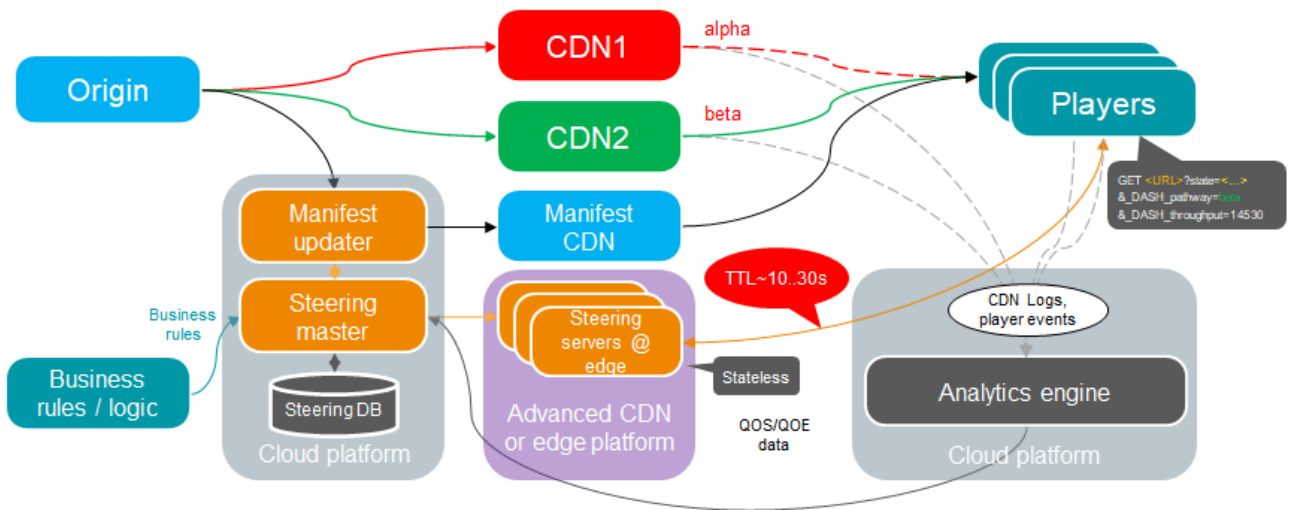 Origin
CDN1
alpha
CDN2
beta
Players
GET <URL>?state=<...>
&_DASH_pathway=beta
&_DASH_throughput=14530
Manifest
updater
Manifest
CDN
TTL~10..30s
Steering
master
Business
rules
Steering
servers @
edge
Stateless
CDN Logs,
player events
Business
rules / logic
Steering DB
Cloud platform
Advanced CDN
or edge platform
QOS/QOE
data
Analytics engine
Cloud platform